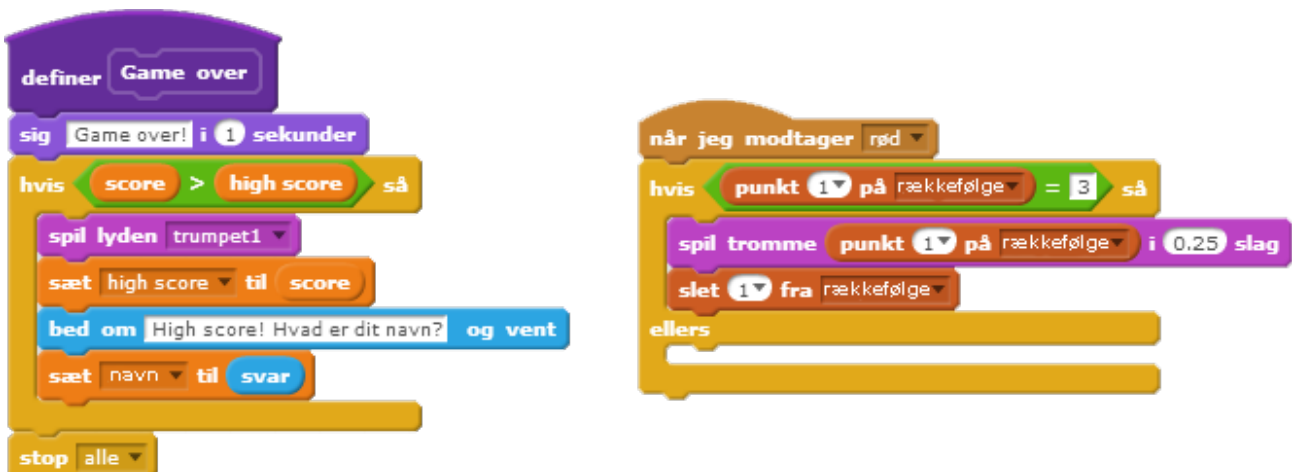 definer Game over
sig Game over! i 1 sekunder
hvis score > high score så
spil lyden trumpet1
sæt high score til score
bed om High score! Hvad er dit navn? og vent
sæt navn til svar
stop alle
når jeg modtager rød
hvis punkt 1 på rækkefølge = 3 så
spil tromme punkt 1 på rækkefølge i 0.25 slag
slet 1 fra rækkefølge
ellers